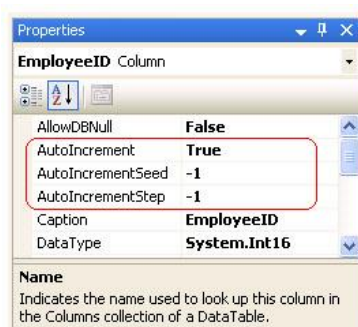 Properties
EmployeeID Column
AllowDBNull False
AutoIncrement True
AutoIncrementSeed -1
AutoIncrementStep -1
Caption EmployeeID
DataType System.Int16
Name
Indicates the name used to look up this column in
the Columns collection of a DataTable.